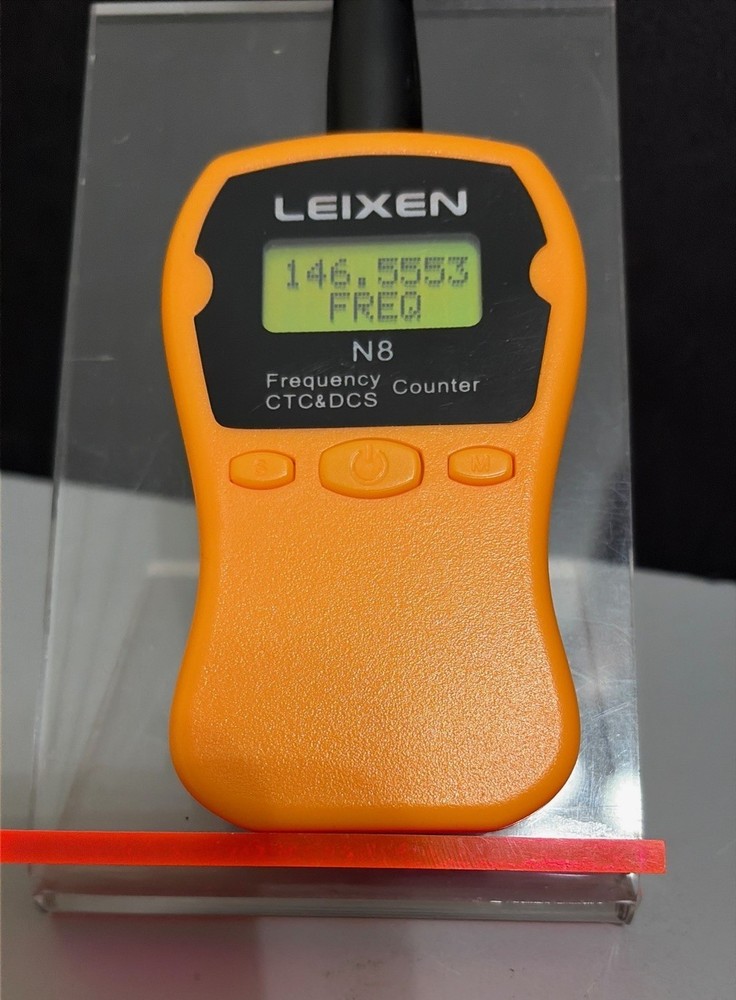 LEIXEN
146.5553
FREQ
N8
Frequency Counter
CTC&DCS